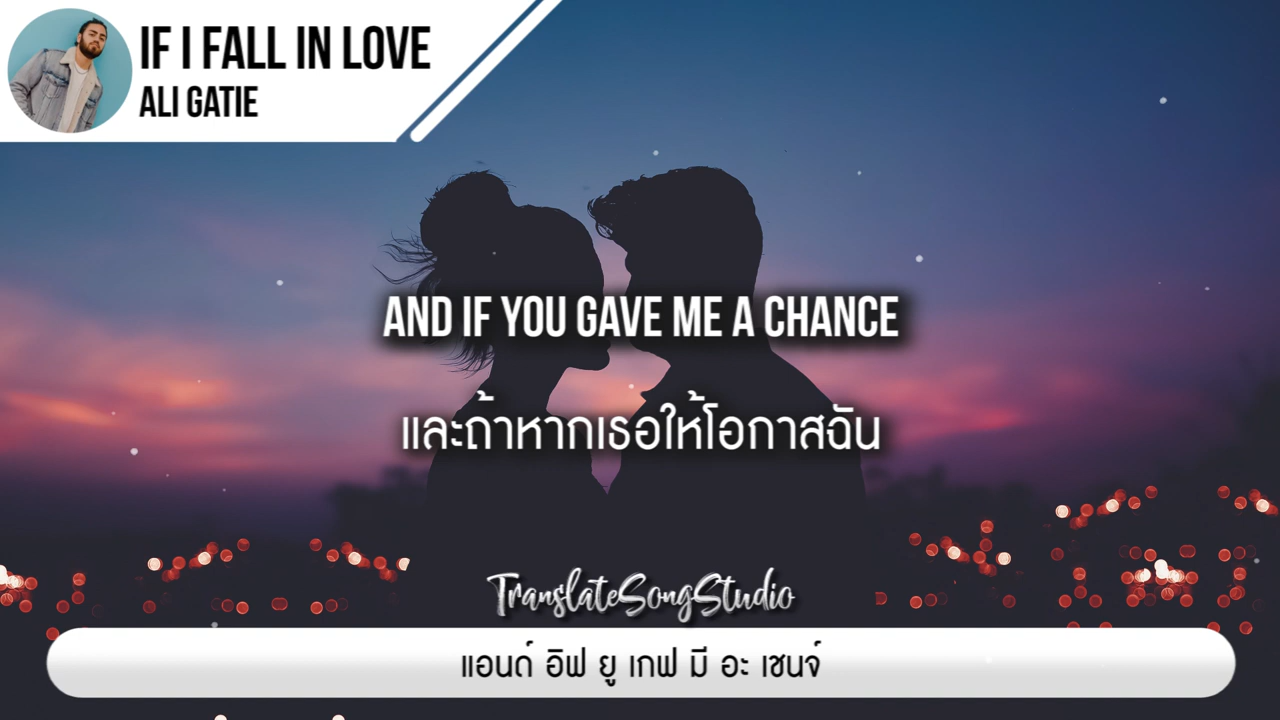 IF I FALL IN LOVE
ALI GATIE
AND IF YOU GAVE ME A CHANCE
และถ้าหากเธอให้โอกาสฉัน
TranslateSongStudio
แอนด์ อิฟ ยู เกฟ มี อะ เชนจ์